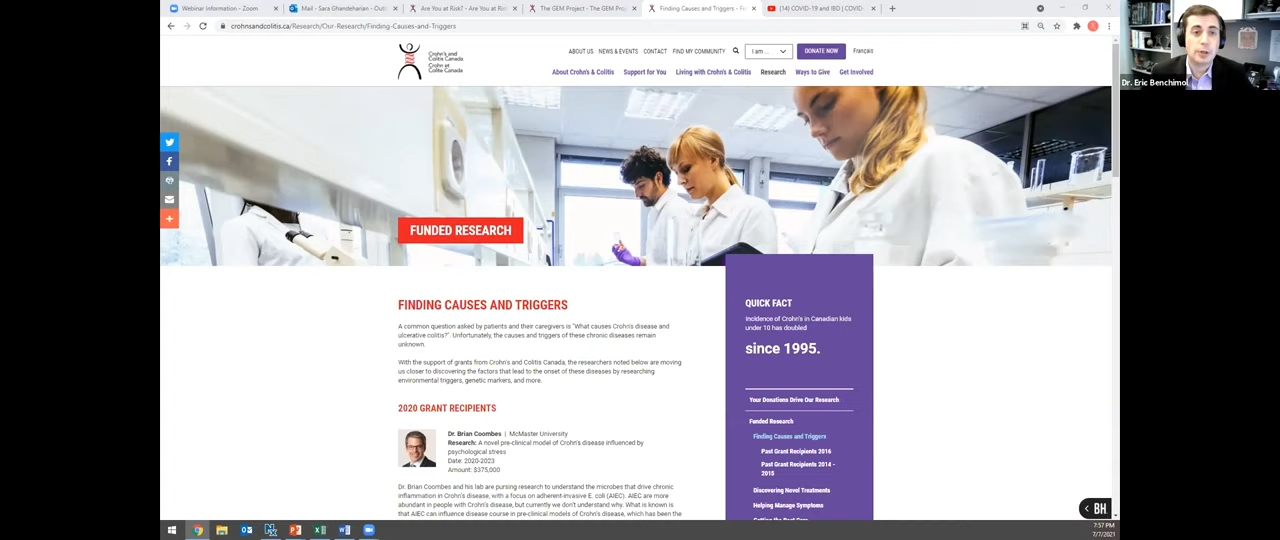 Webinar information - Zoom
Mail - Sara Ghandeharian - Outl
Are You at Risk? - Are You at Ris
The GEM Project - The GEM Proj
Finding Causes and Triggers - Fi
(14) COVID-19 and IBD | COVID-
crohnsandcolitis.ca/Research/Our-Research/Finding-Causes-and-Triggers
Crohn's and
Colitis Canada
Crohn et
Colite Canada
ABOUT US
NEWS & EVENTS
CONTACT
FIND MY COMMUNITY
I am ...
DONATE NOW
Français
About Crohn's & Colitis
Support for You
Living with Crohn's & Colitis
Research
Ways to Give
Get Involved
Dr. Eric Benchimol
FUNDED RESEARCH
FINDING CAUSES AND TRIGGERS
A common question asked by patients and their caregivers is "What causes Crohn's disease and
ulcerative colitis?". Unfortunately, the causes and triggers of these chronic diseases remain
unknown.
With the support of grants from Crohn's and Colitis Canada, the researchers noted below are moving
us closer to discovering the factors that lead to the onset of these diseases by researching
environmental triggers, genetic markers, and more.
2020 GRANT RECIPIENTS
Dr. Brian Coombes | McMaster University
Research: A novel pre-clinical model of Crohn's disease influenced by
psychological stress
Date: 2020-2023
Amount: $375,000
Dr. Brian Coombes and his lab are pursing research to understand the microbes that drive chronic
inflammation in Crohn's disease, with a focus on adherent-invasive E. coli (AIEC). AIEC are more
abundant in people with Crohn's disease, but currently we don't understand why. What is known is
that AIEC can influence disease course in pre-clinical models of Crohn's disease, which has been the
QUICK FACT
Incidence of Crohn's in Canadian kids
under 10 has doubled
since 1995.
Your Donations Drive Our Research
Funded Research
Finding Causes and Triggers
Past Grant Recipients 2016
Past Grant Recipients 2014 -
2015
Discovering Novel Treatments
Helping Manage Symptoms
BH
7:57 PM
7/7/2021